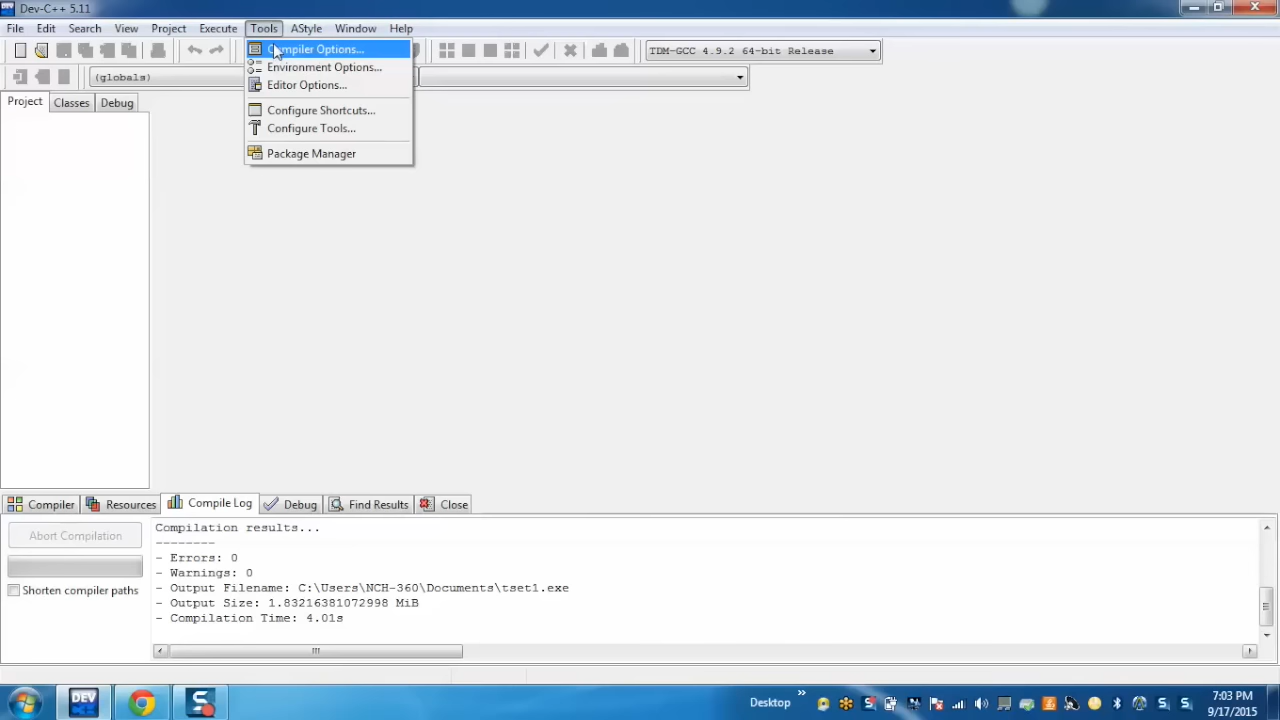 Dev-C++ 5.11
File Edit Search View Project Execute Tools AStyle Window Help
TDM-GCC 4.9.2 64-bit Release
(globals)
Compiler Options...
Environment Options...
Editor Options...
Configure Shortcuts...
Configure Tools...
Package Manager
Project Classes Debug
Compiler Resources Compile Log Debug Find Results Close
Abort Compilation
Shorten compiler paths
Compilation results...
--------
- Errors: 0
- Warnings: 0
- Output Filename: C:\Users\NCH-360\Documents\tset1.exe
- Output Size: 1.83216381072998 MiB
- Compilation Time: 4.01s
DEV
Desktop
7:03 PM
9/17/2015